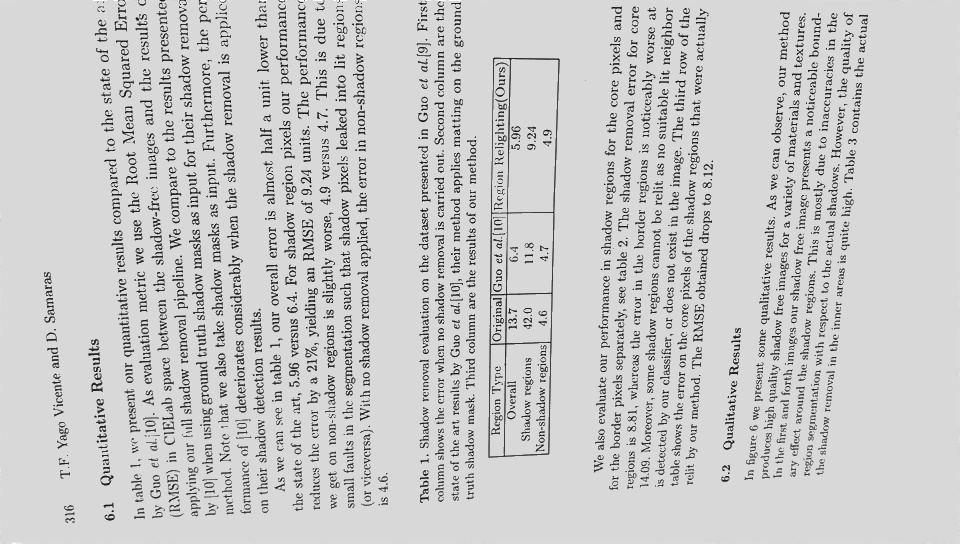 316
T.F. Yago Vicente and D. Samaras
6.1 Quantitative Results
In table 1, we present our quantitative results compared to the state of the
by Guo et al.[10]. As evaluation metric we use the Root Mean Squared
(RMSE) in CIELab space between the shadow-free images and the results
applying our full shadow removal pipeline. We compare to the results presented
by [10] when using ground truth shadow masks as input for their shadow
method. Note that we also take shadow masks as input. Furthermore, the
formance of [10] deteriorates considerably when the shadow removal is
on their shadow detection results.
As we can see in table 1, our overall error is almost half a unit lower than
the state of the art, 5.96 versus 6.4. For shadow region pixels our performance
reduces the error by a 21%, yielding an RMSE of 9.24 units. The performance
we get on non-shadow regions is slightly worse, 4.9 versus 4.7. This is due to
small faults in the segmentation such that shadow pixels leaked into lit regions
(or viceversa). With no shadow removal applied, the error in non-shadow regions
is 4.6.
Table 1. Shadow removal evaluation on the dataset presented in Guo et al.[9]. First
column shows the error when no shadow removal is carried out. Second column are the
state of the art results by Guo et al.[10], their method applies matting on the ground
truth shadow mask. Third column are the results of our method.
Region Type Original Guo et al.[10] Region Relighting(Ours)
Overall 13.7 6.4 5.96
Shadow regions 42.0 11.8 9.24
Non-shadow regions 4.6 4.7 4.9
We also evaluate our performance in shadow regions for the core pixels and
for the border pixels separately, see table 2. The shadow removal error for core
regions is 8.81, whereas the error in the border regions is noticeably worse at
14.09. Moreover, some shadow regions cannot be relit as no suitable lit neighbor
is detected by our classifier, or does not exist in the image. The third row of the
table shows the error on the core pixels of the shadow regions that were actually
relit by our method. The RMSE obtained drops to 8.12.
6.2 Qualitative Results
In figure 6 we present some qualitative results. As we can observe, our method
produces high quality shadow free images for a variety of materials and textures.
In the first and forth images our shadow free image presents a noticeable bound-
ary effect around the shadow regions. This is mostly due to inaccuracies in the
region segmentation with respect to the actual shadows. However, the quality of
the shadow removal in the inner areas is quite high. Table 3 contains the actual